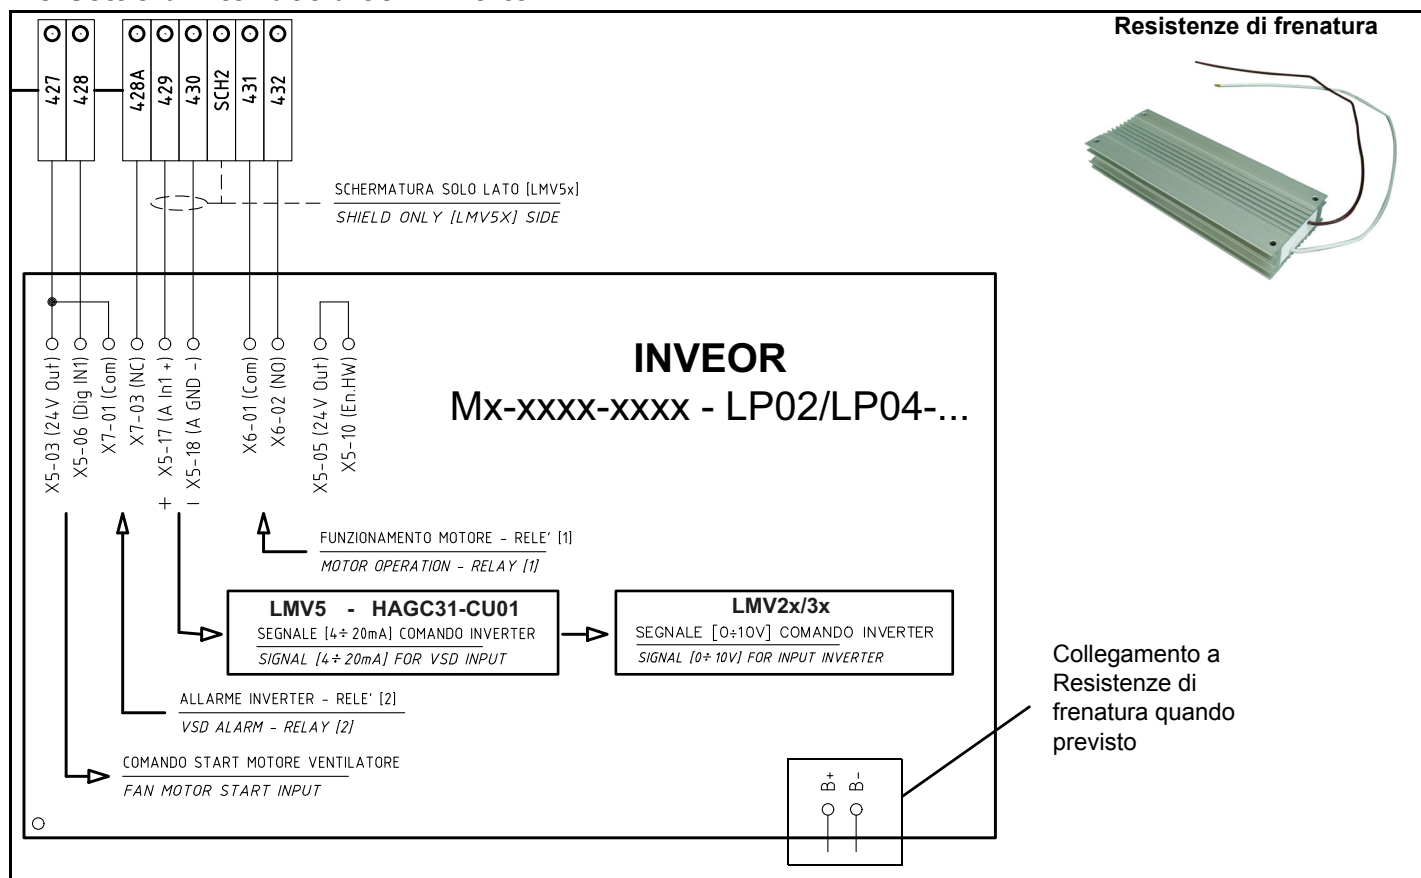 Resistenze di frenatura
427
428
428A
429
430
SCH2
431
432
SCHERMATURA SOLO LATO [LMV5x]
SHIELD ONLY [LMV5X] SIDE
X5-03 (24V Out)
X5-06 (Dig IN1)
X7-01 (Com)
X7-03 (NC)
+ X5-17 (A In1 +)
- X5-18 (A GND -)
X6-01 (Com)
X6-02 (NO)
X5-05 (24V Out)
X5-10 (En.HW)
INVEOR
Mx-xxxx-xxxx - LP02/LP04-...
FUNZIONAMENTO MOTORE - RELE' [1]
MOTOR OPERATION - RELAY [1]
LMV5 - HAGC31-CU01
SEGNALE [4÷20mA] COMANDO INVERTER
SIGNAL [4÷20mA] FOR VSD INPUT
LMV2x/3x
SEGNALE [0÷10V] COMANDO INVERTER
SIGNAL [0÷10V] FOR INPUT INVERTER
ALLARME INVERTER - RELE' [2]
VSD ALARM - RELAY [2]
COMANDO START MOTORE VENTILATORE
FAN MOTOR START INPUT
B+
B-
Collegamento a
Resistenze di
frenatura quando
previsto